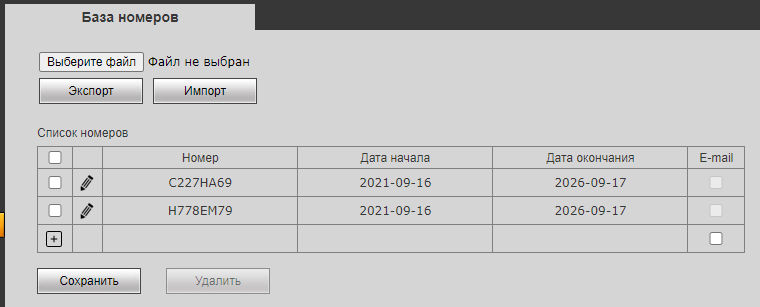 База номеров
Выберите файл Файл не выбран
Экспорт Импорт
Список номеров
Номер Дата начала Дата окончания E-mail
C227HA69 2021-09-16 2026-09-17
H778EM79 2021-09-16 2026-09-17
Сохранить Удалить